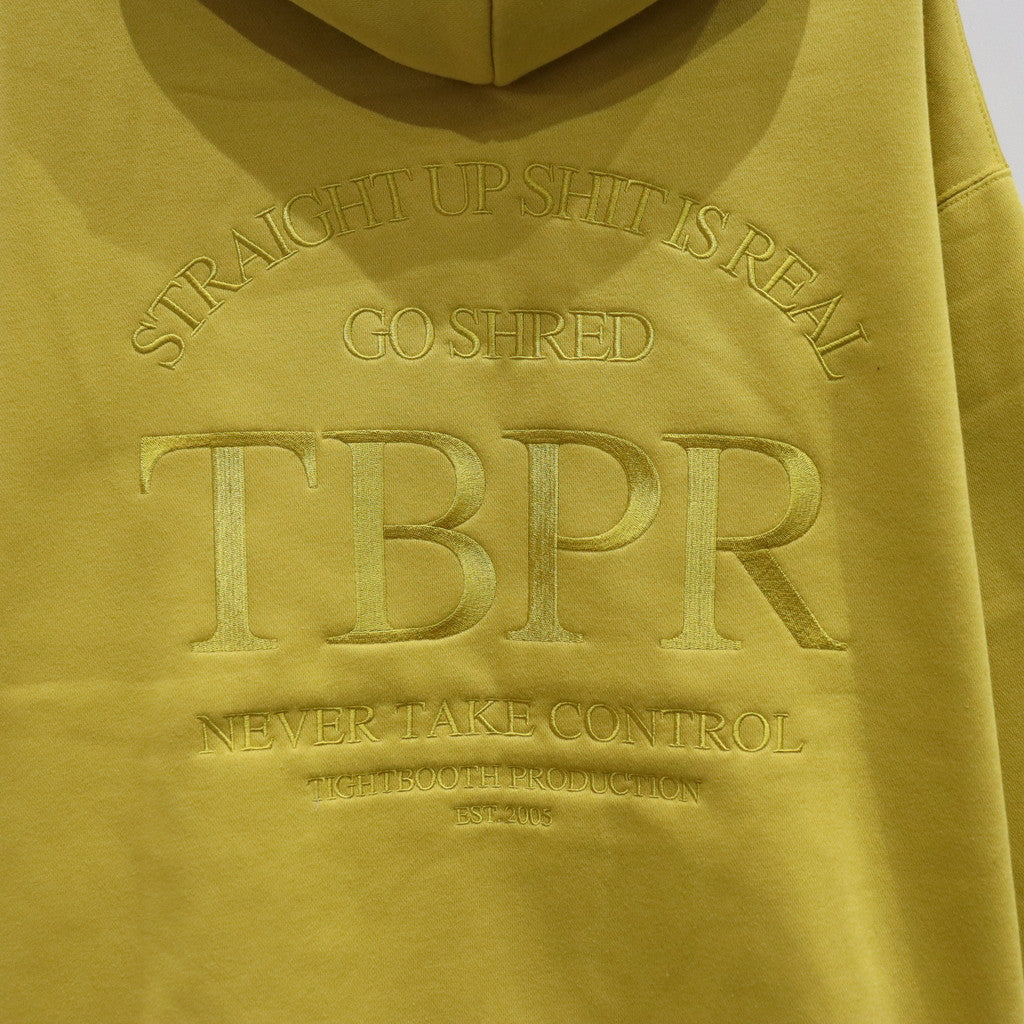 STRAIGHT UP SHIT IS REAL
GO SHRED
TBPR
NEVER TAKE CONTROL
TIGHTBOOTH PRODUCTION
EST. 2005